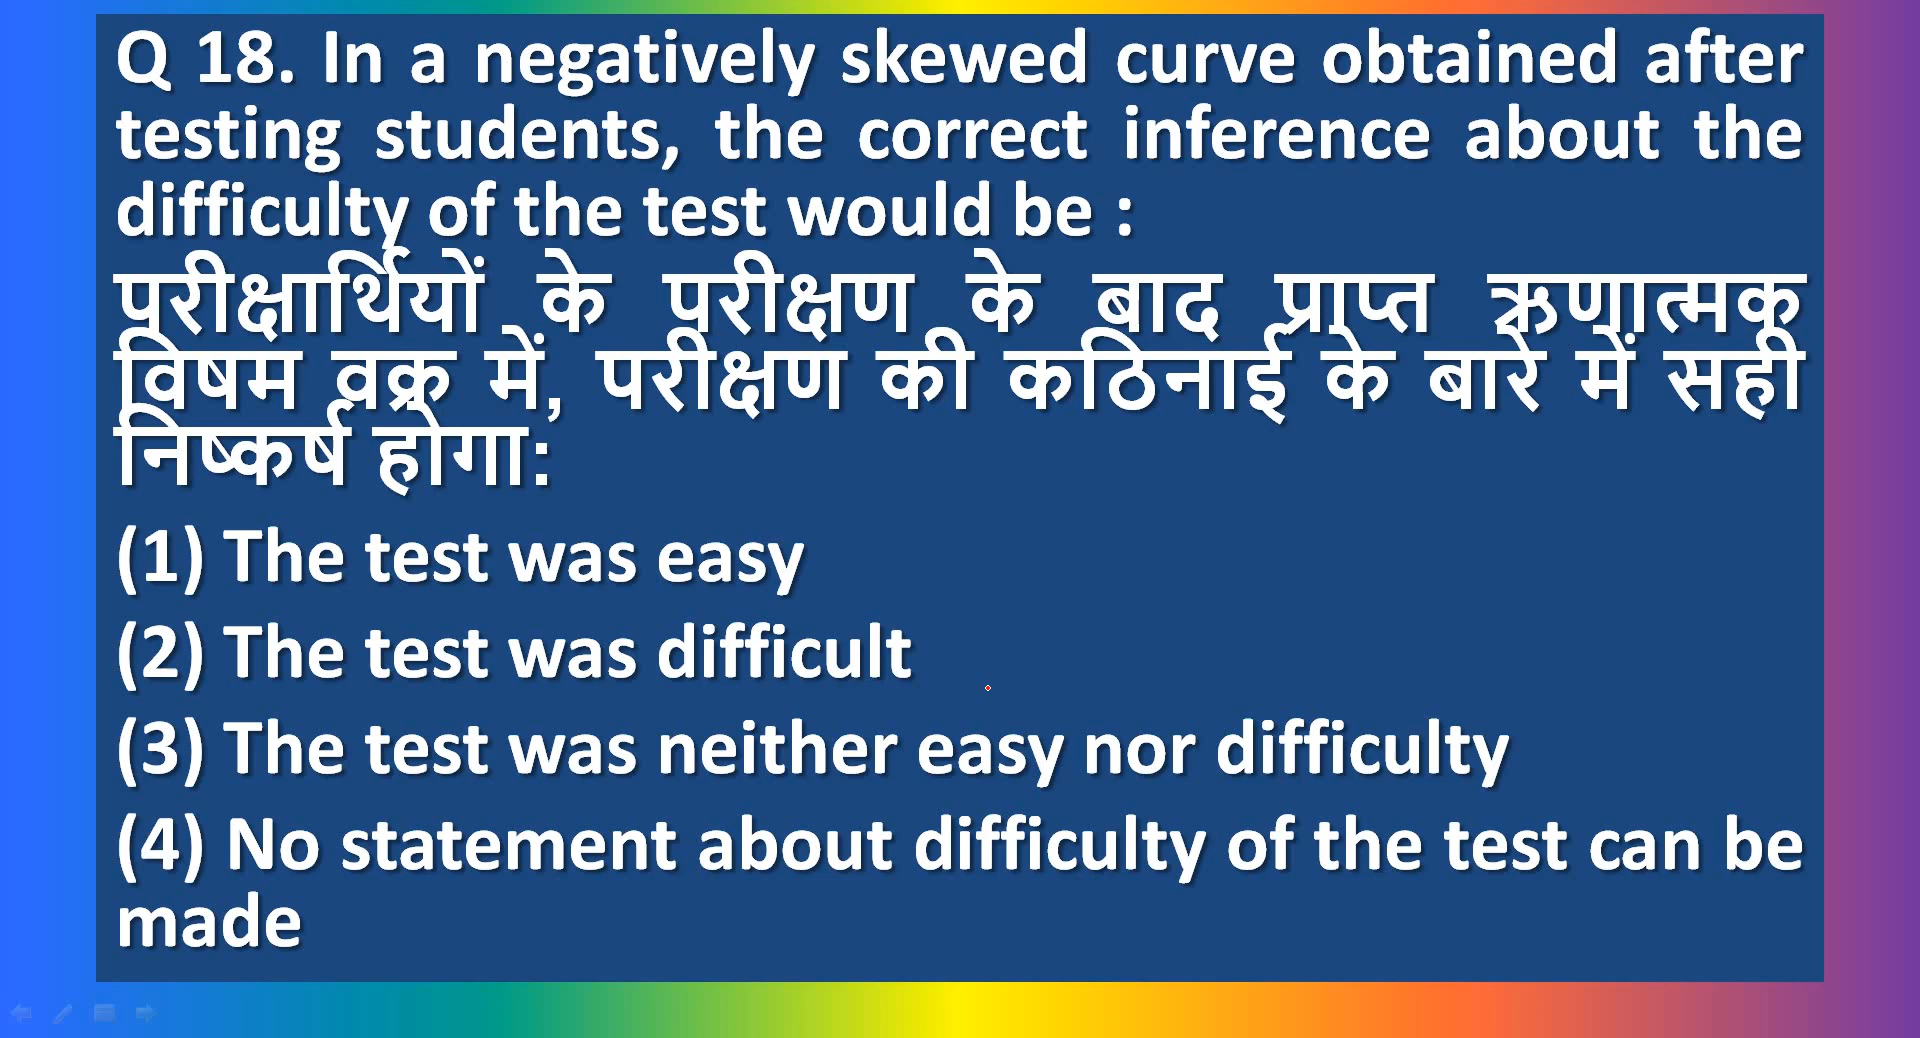 Q 18. In a negatively skewed curve obtained after
testing students, the correct inference about the
difficulty of the test would be :
परीक्षार्थियों के परीक्षण के बाद प्राप्त ऋणात्मक
विषम वक्र में, परीक्षण की कठिनाई के बारे में सही
निष्कर्ष होगा:
(1) The test was easy
(2) The test was difficult
(3) The test was neither easy nor difficulty
(4) No statement about difficulty of the test can be
made